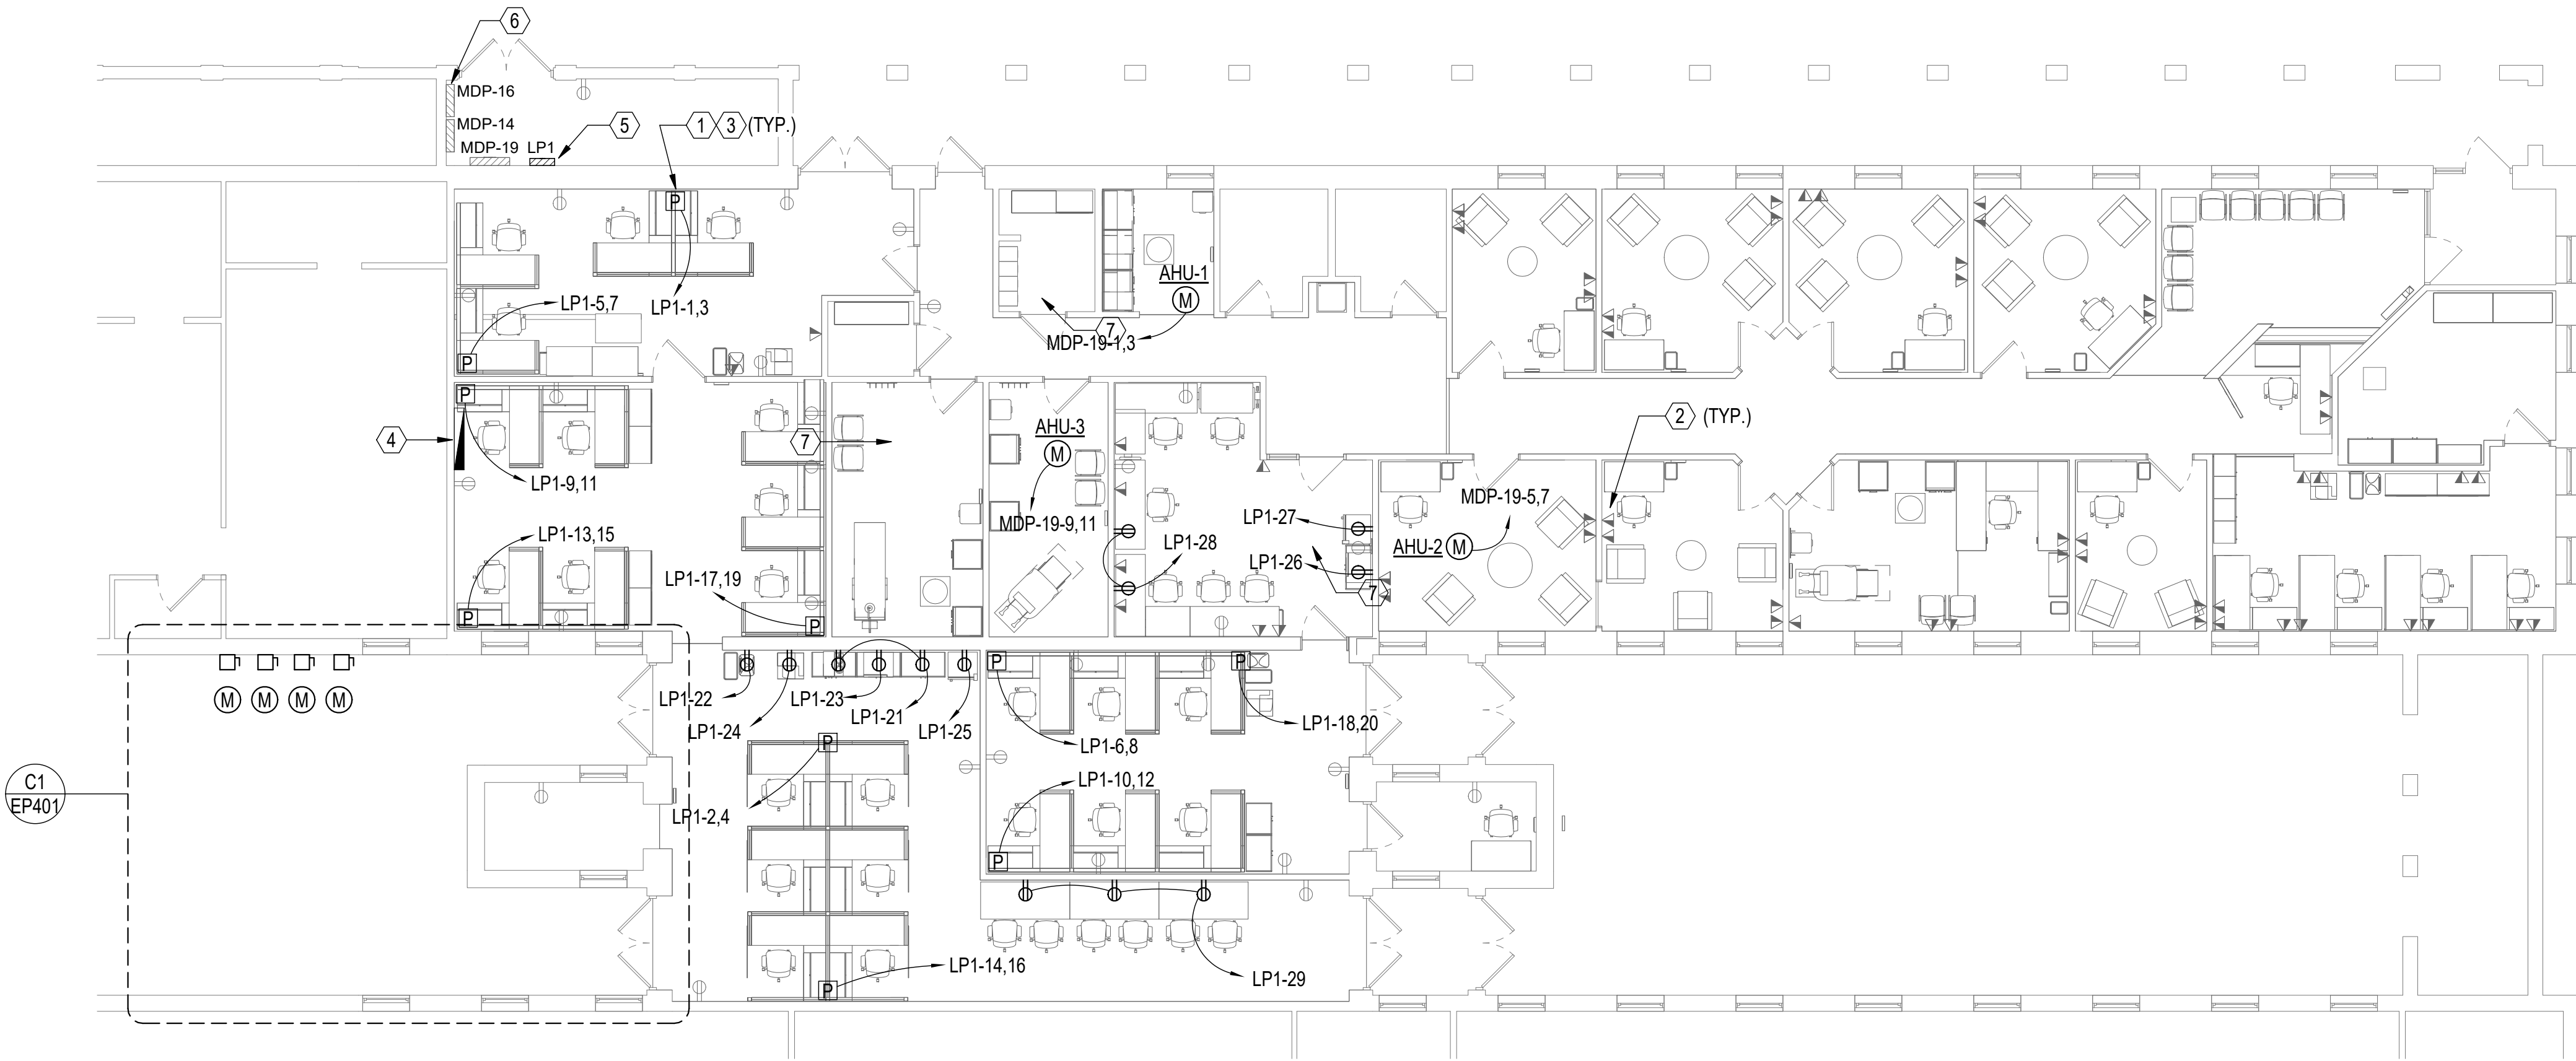 6
MDP-16
MDP-14
MDP-19 LP1
5
1 3 (TYP.)
P
LP1-5,7
LP1-1,3
P
AHU-1
M
7
MDP-19-1,3
P
4
7
AHU-3
M
2 (TYP.)
LP1-9,11
MDP-19-9,11
LP1-27
MDP-19-5,7
LP1-13,15
LP1-28
AHU-2 M
LP1-26
LP1-17,19
7
P
P
M M M M
P
P
LP1-22
LP1-23
LP1-21
LP1-24
LP1-25
LP1-18,20
P
LP1-6,8
C1
EP401
LP1-10,12
LP1-2,4
P
LP1-14,16
LP1-29
P